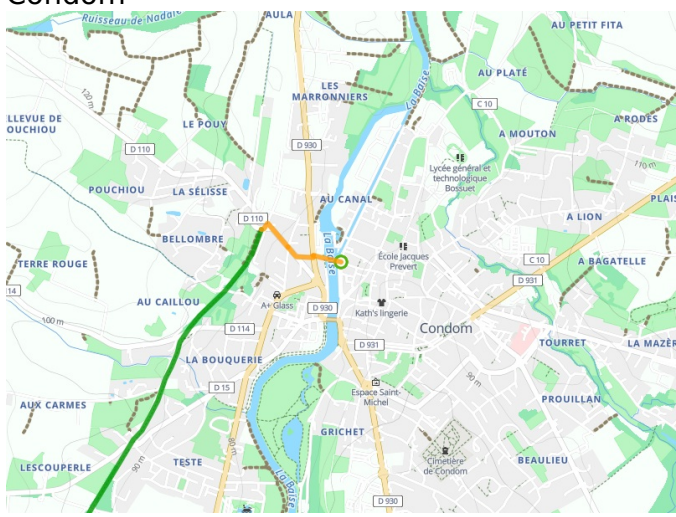 Condom
Ruisseau de Nadale
AULA
AU PETIT FITA
LES
MARRONNIERS
La Baïse
AU PLATÉ
120 m
C 10
LLEVUE DE
OUCHIOU
LE POUY
D 930
A MOUTON
A RODES
D 110
110 m
Lycée général et
technologique
Bossuet
POUCHIOU
LA SÉLISSE
AU CANAL
PLAIS
D 110
A LION
BELLOMBRE
La Baïse
École Jacques
Prevert
TERRE ROUGE
C 10
A BAGATELLE
D 931
14
AU CAILLOU
A+ Glass
Kath's lingerie
100 m
D 930
D 114
Condom
LA BOUQUERIE
D 931
TOURRET
LA MAZÈR
D 15
90 m
Espace Saint-
Michel
AUX CARMES
PROUILLAN
GRICHET
80 m
LESCOUPERLE
90 m
TESTE
Cimetière
de Condom
BEAULIEU
La Baïse
D 930